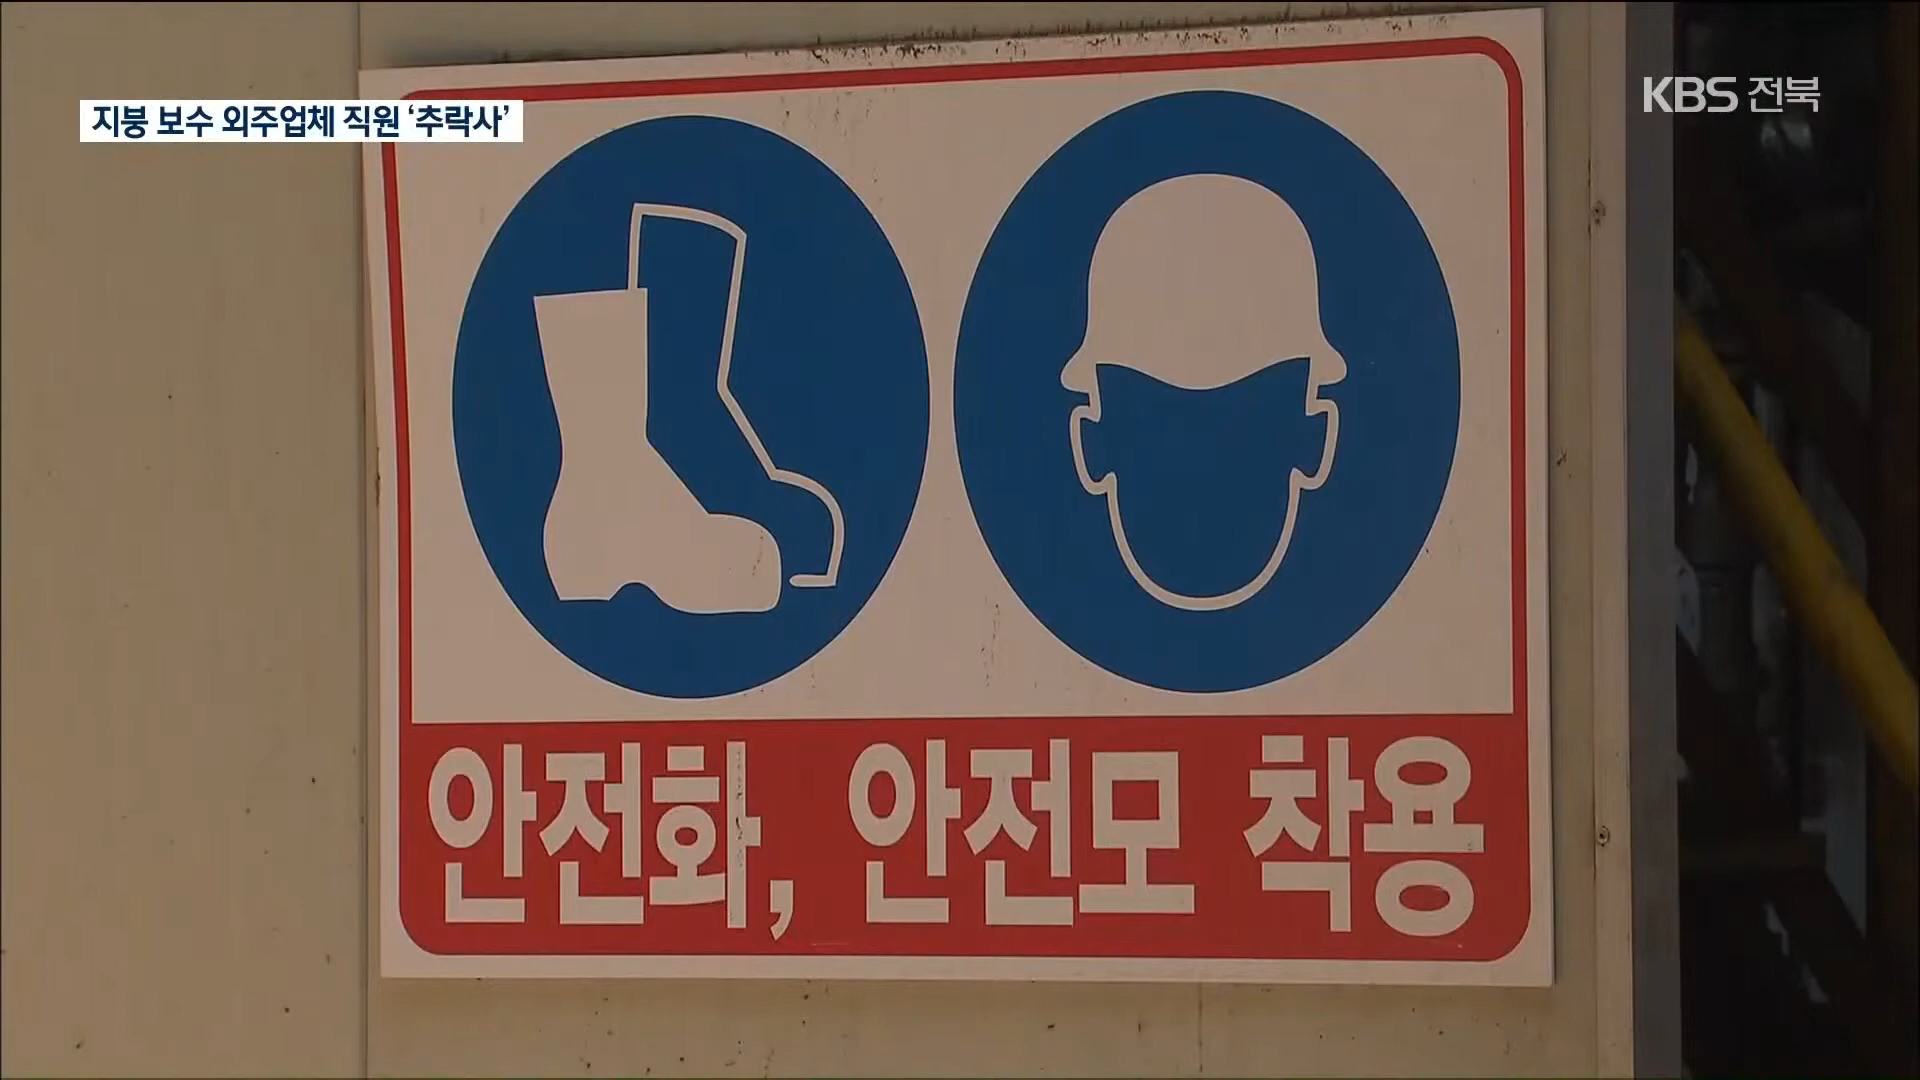 지붕 보수 외주업체 직원 ‘추락사’
KBS 전북
안전화, 안전모 착용